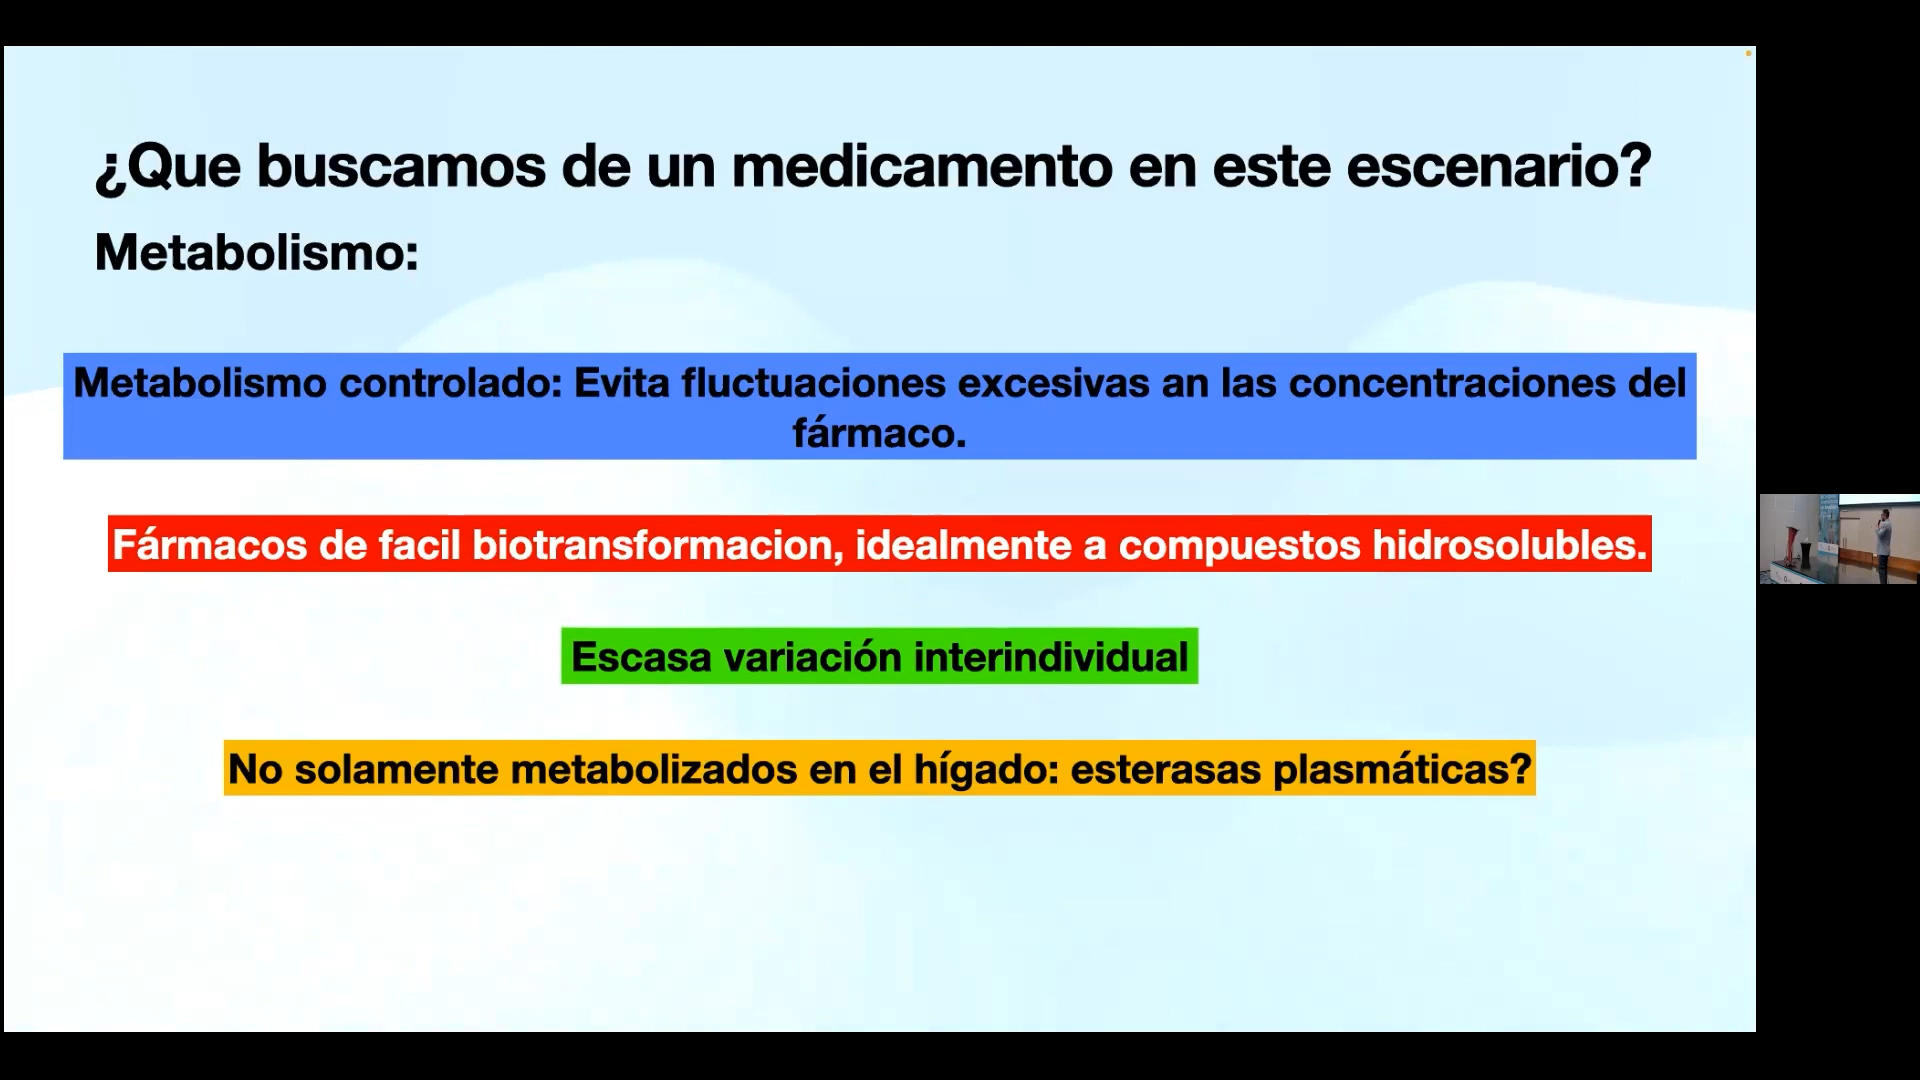 ¿Que buscamos de un medicamento en este escenario?
Metabolismo:
Metabolismo controlado: Evita fluctuaciones excesivas an las concentraciones del
fármaco.
Fármacos de facil biotransformacion, idealmente a compuestos hidrosolubles.
Escasa variación interindividual
No solamente metabolizados en el hígado: esterasas plasmáticas?